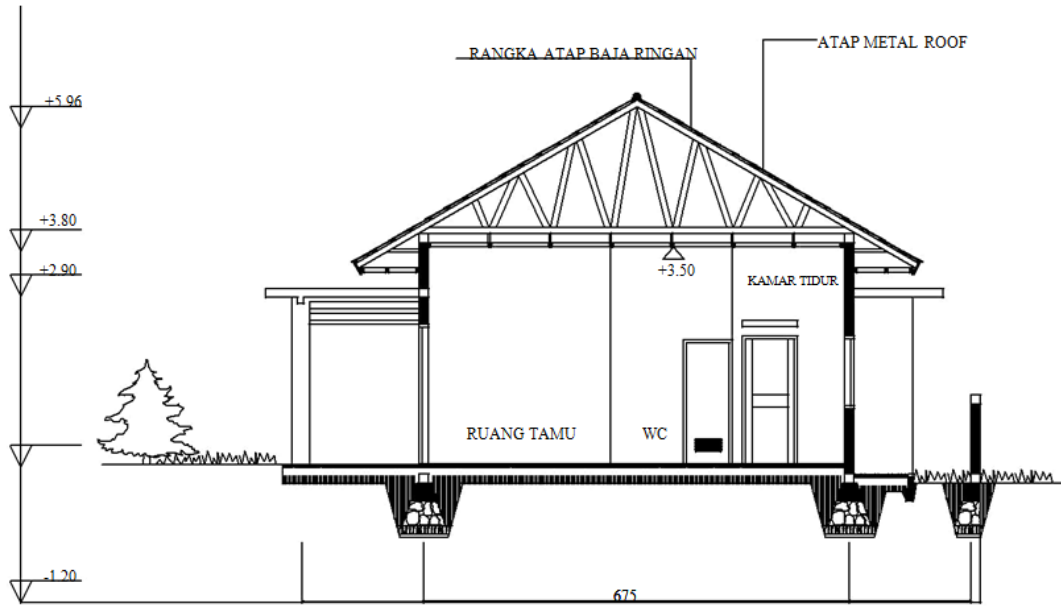 ATAP METAL ROOF
RANGKA ATAP BAJA RINGAN
+5.96
+3.80
+2.90
+3.50
KAMAR TIDUR
RUANG TAMU
WC
-1.20
675